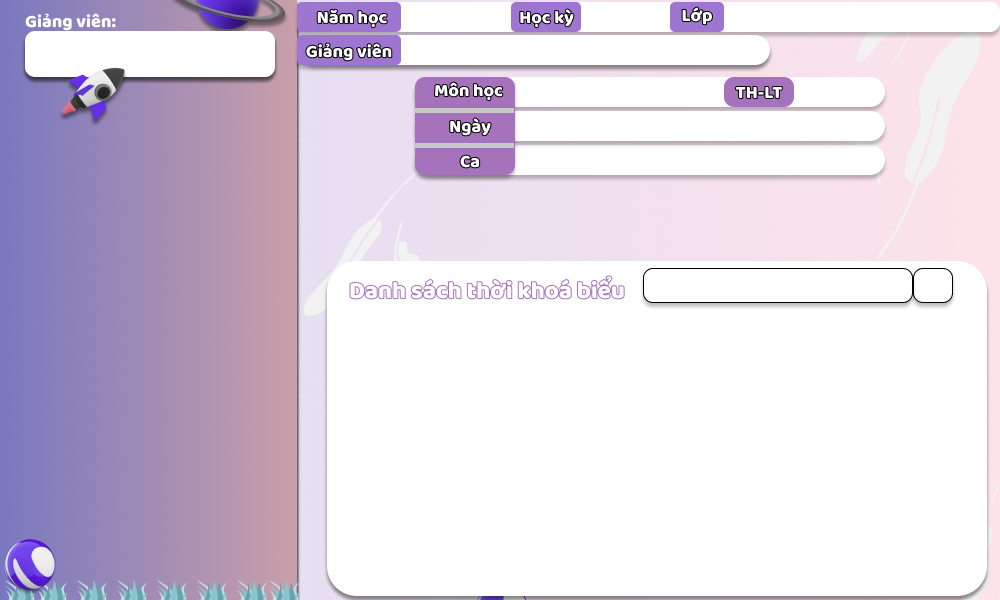 Giảng viên:
Năm học Học kỳ Lớp
Giảng viên
Môn học TH-LT
Ngày
Ca
Danh sách thời khoá biểu